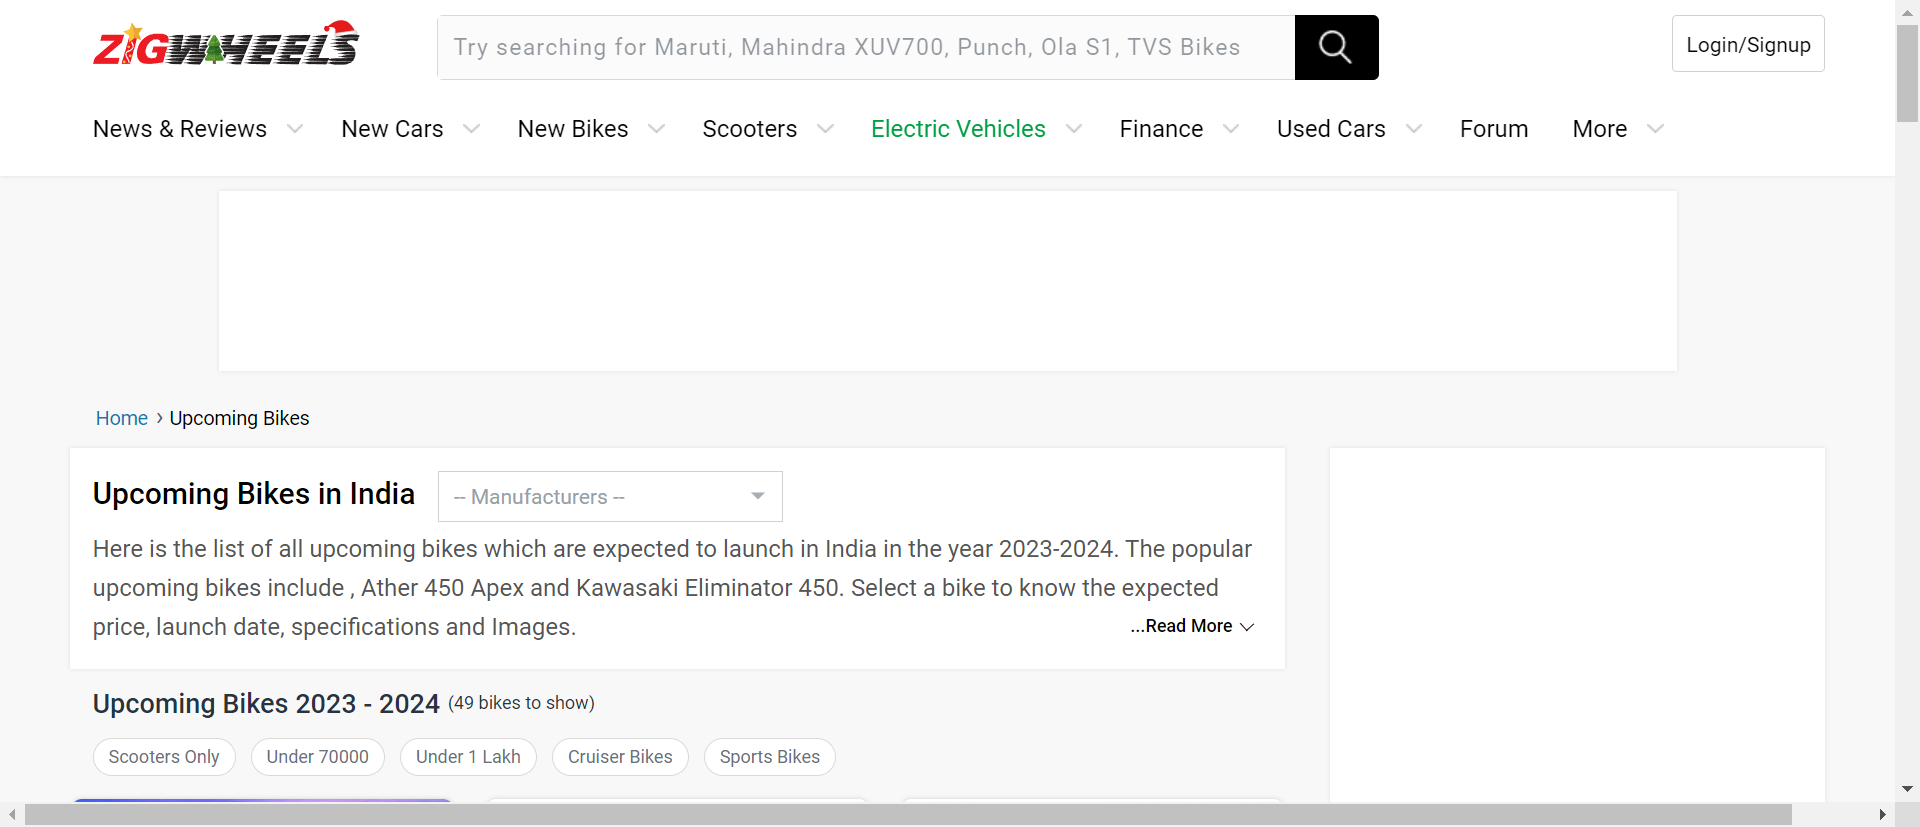 ZIGWHEELS
Try searching for Maruti, Mahindra XUV700, Punch, Ola S1, TVS Bikes
Login/Signup
News & Reviews New Cars New Bikes Scooters Electric Vehicles Finance Used Cars Forum More
Home › Upcoming Bikes
Upcoming Bikes in India
-- Manufacturers --
Here is the list of all upcoming bikes which are expected to launch in India in the year 2023-2024. The popular
upcoming bikes include , Ather 450 Apex and Kawasaki Eliminator 450. Select a bike to know the expected
price, launch date, specifications and Images.
...Read More
Upcoming Bikes 2023 - 2024 (49 bikes to show)
Scooters Only Under 70000 Under 1 Lakh Cruiser Bikes Sports Bikes